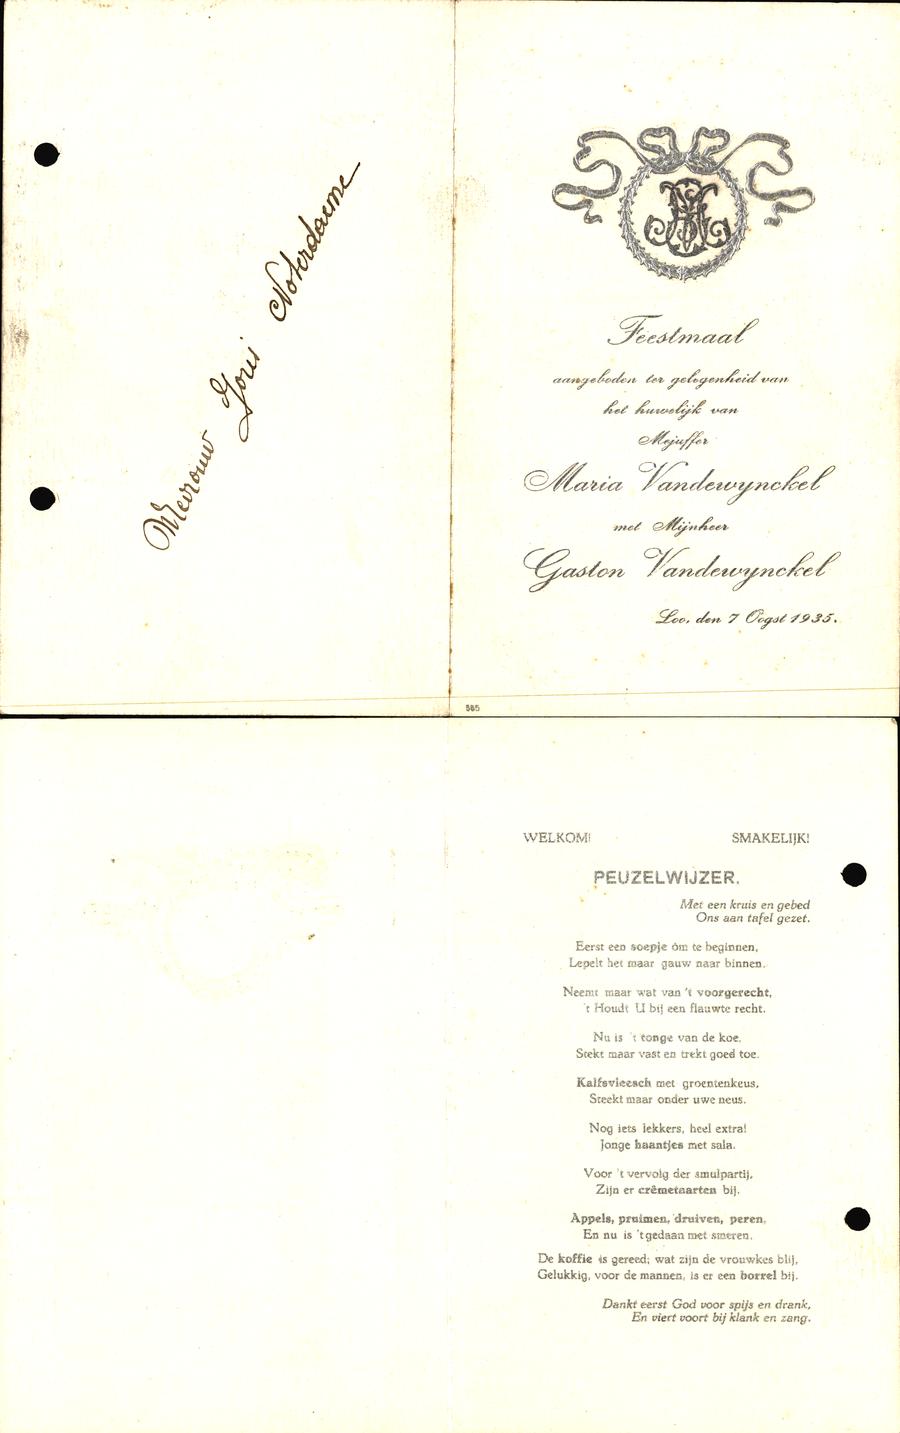 Mevrouw Joris Noterdaeme
Feestmaal
aangeboden ter gelegenheid van
het huwelijk van
Mejuffer
Maria Vandewynckel
met Mijnheer
Gaston Vandewynckel
Loo, den 7 Oogst 1935.
585
WELKOM! SMAKELIJK!
PEUZELWIJZER.
Met een kruis en gebed
Ons aan tafel gezet.
Eerst een soepje om te beginnen,
Lepelt het maar gauw naar binnen.
Neemt maar wat van 't voorgerecht,
't Houdt U bij een flauwte recht.
Nu is 't tonge van de koe,
Stekt maar vast en trekt goed toe.
Kalfsvleesch met groentenkeus,
Steekt maar onder uwe neus.
Nog iets lekkers, heel extra!
Jonge haantjes met sala.
Voor 't vervolg der smulpartij,
Zijn er crêmetaarten bij.
Appels, pruimen, druiven, peren,
En nu is 't gedaan met smeren.
De koffie is gereed; wat zijn de vrouwkes blij,
Gelukkig, voor de mannen, is er een borrel bij.
Dankt eerst God voor spijs en drank,
En viert voort bij klank en zang.